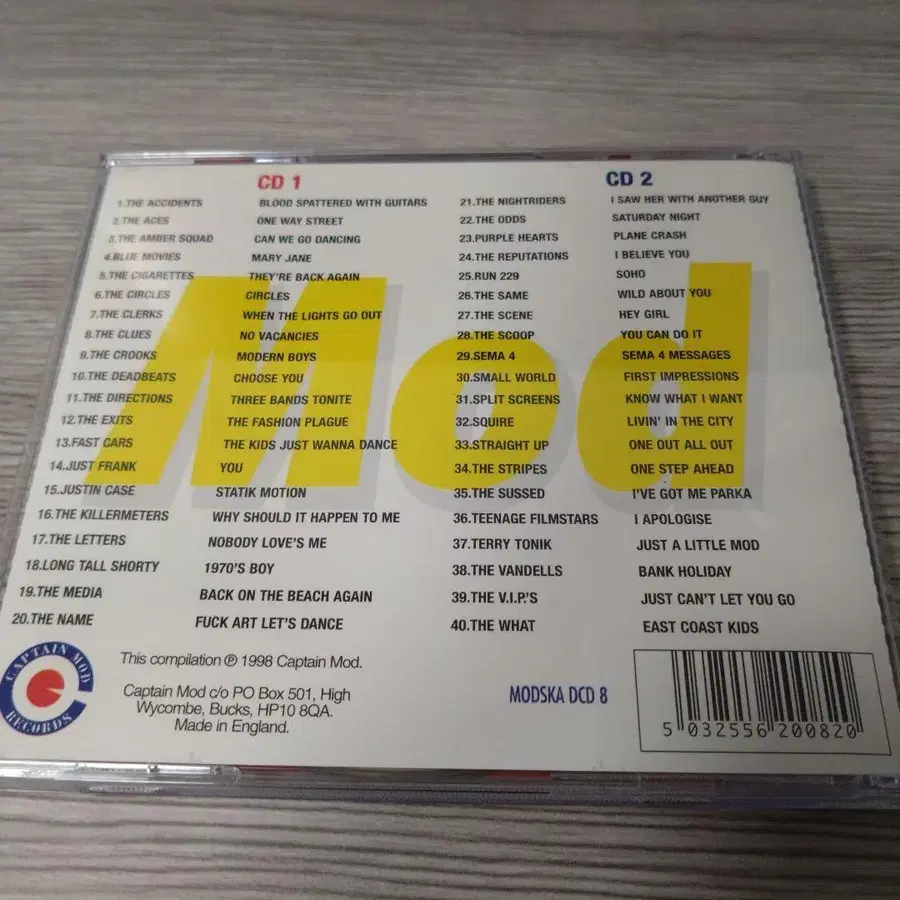 CD 1
1.THE ACCIDENTS BLOOD SPATTERED WITH GUITARS
2.THE ACES ONE WAY STREET
3.THE AMBER SQUAD CAN WE GO DANCING
4.BLUE MOVIES MARY JANE
5.THE CIGARETTES THEY'RE BACK AGAIN
6.THE CIRCLES CIRCLES
7.THE CLERKS WHEN THE LIGHTS GO OUT
8.THE CLUES NO VACANCIES
9.THE CROOKS MODERN BOYS
10.THE DEADBEATS CHOOSE YOU
11.THE DIRECTIONS THREE BANDS TONITE
12.THE EXITS THE FASHION PLAGUE
13.FAST CARS THE KIDS JUST WANNA DANCE
14.JUST FRANK YOU
15.JUSTIN CASE STATIK MOTION
16.THE KILLERMETERS WHY SHOULD IT HAPPEN TO ME
17.THE LETTERS NOBODY LOVE'S ME
18.LONG TALL SHORTY 1970'S BOY
19.THE MEDIA BACK ON THE BEACH AGAIN
20.THE NAME FUCK ART LET'S DANCE
CD 2
21.THE NIGHTRIDERS I SAW HER WITH ANOTHER GUY
22.THE ODDS SATURDAY NIGHT
23.PURPLE HEARTS PLANE CRASH
24.THE REPUTATIONS I BELIEVE YOU
25.RUN 229 SOHO
26.THE SAME WILD ABOUT YOU
27.THE SCENE HEY GIRL
28.THE SCOOP YOU CAN DO IT
29.SEMA 4 SEMA 4 MESSAGES
30.SMALL WORLD FIRST IMPRESSIONS
31.SPLIT SCREENS KNOW WHAT I WANT
32.SQUIRE LIVIN' IN THE CITY
33.STRAIGHT UP ONE OUT ALL OUT
34.THE STRIPES ONE STEP AHEAD
35.THE SUSSED I'VE GOT ME PARKA
36.TEENAGE FILMSTARS I APOLOGISE
37.TERRY TONIK JUST A LITTLE MOD
38.THE VANDELLS BANK HOLIDAY
39.THE V.I.P.'S JUST CAN'T LET YOU GO
40.THE WHAT EAST COAST KIDS
Mod
CAPTAIN MOD
RECORDS
This compilation ℗ 1998 Captain Mod.
Captain Mod c/o PO Box 501, High
Wycombe, Bucks, HP10 8QA.
Made in England.
MODSKA DCD 8
5 032556 200820